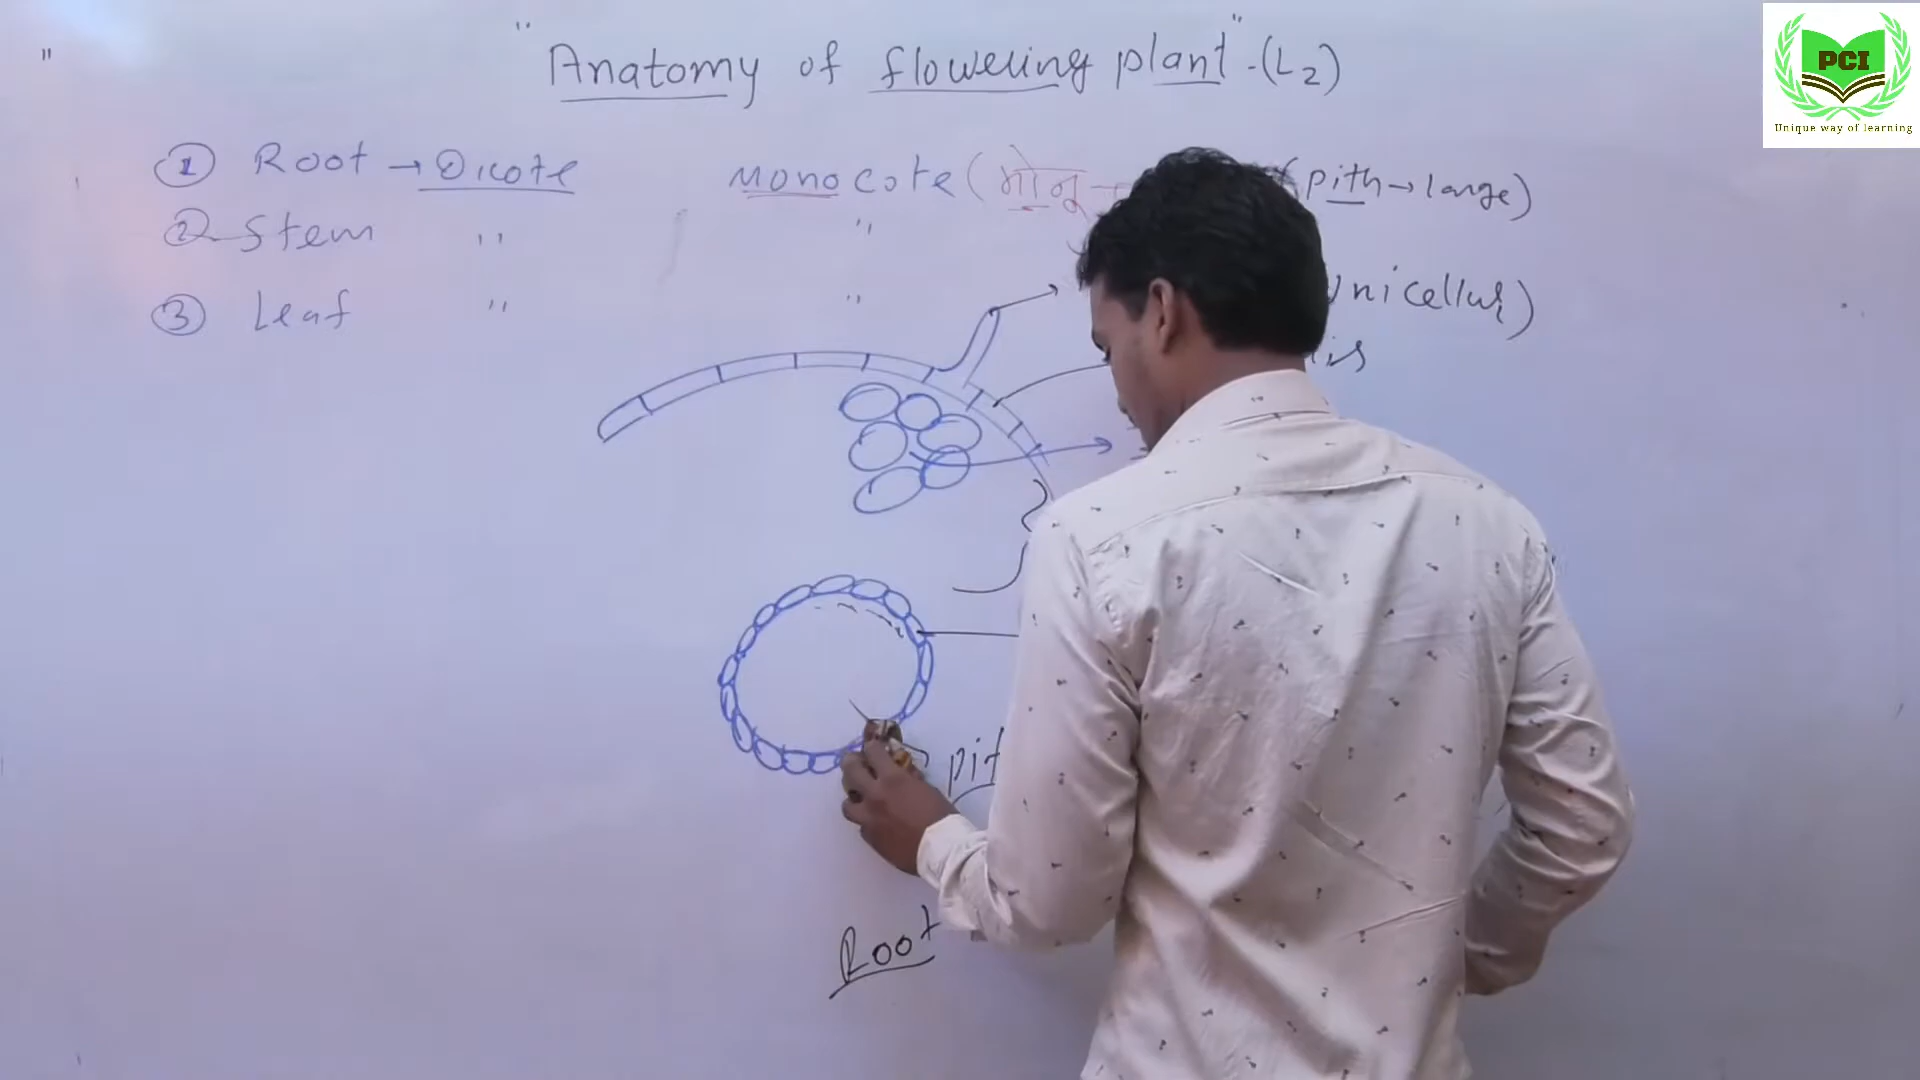 "Anatomy of flowering plant" - (L2)
PCI
Unique way of learning
① Root → Dicote monocote ( (pith → large)
② Stem " "
unicellur)
③ Leaf " "
Root